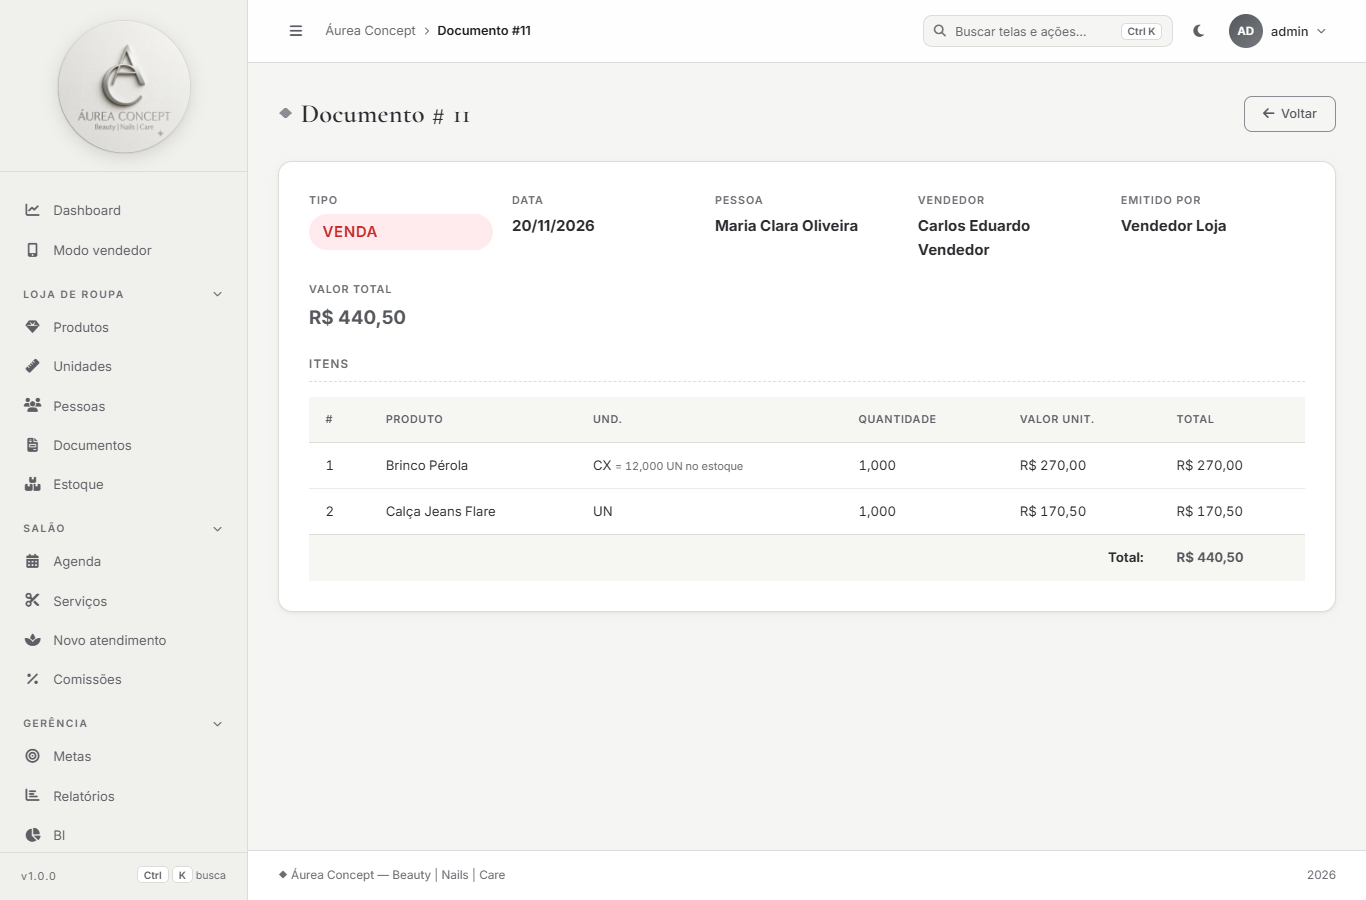 ÁUREA CONCEPT
Beauty | Nails | Care
Dashboard
Modo vendedor
LOJA DE ROUPA
Produtos
Unidades
Pessoas
Documentos
Estoque
SALÃO
Agenda
Serviços
Novo atendimento
Comissões
GERÊNCIA
Metas
Relatórios
BI
v1.0.0
Ctrl K busca
Áurea Concept › Documento #11
Buscar telas e ações... Ctrl K
AD admin
Documento # 11
← Voltar
TIPO DATA PESSOA VENDEDOR EMITIDO POR
VENDA 20/11/2026 Maria Clara Oliveira Carlos Eduardo Vendedor Loja
Vendedor
VALOR TOTAL
R$ 440,50
ITENS
# PRODUTO UND. QUANTIDADE VALOR UNIT. TOTAL
1 Brinco Pérola CX = 12,000 UN no estoque 1,000 R$ 270,00 R$ 270,00
2 Calça Jeans Flare UN 1,000 R$ 170,50 R$ 170,50
Total: R$ 440,50
◆ Áurea Concept — Beauty | Nails | Care
2026